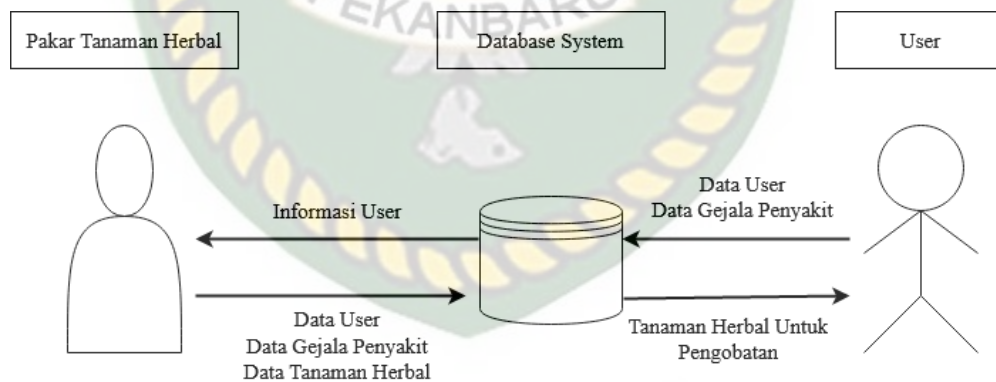 PEKANBARU
Pakar Tanaman Herbal
Database System
User
Informasi User
Data User
Data Gejala Penyakit
Data User
Data Gejala Penyakit
Data Tanaman Herbal
Tanaman Herbal Untuk
Pengobatan